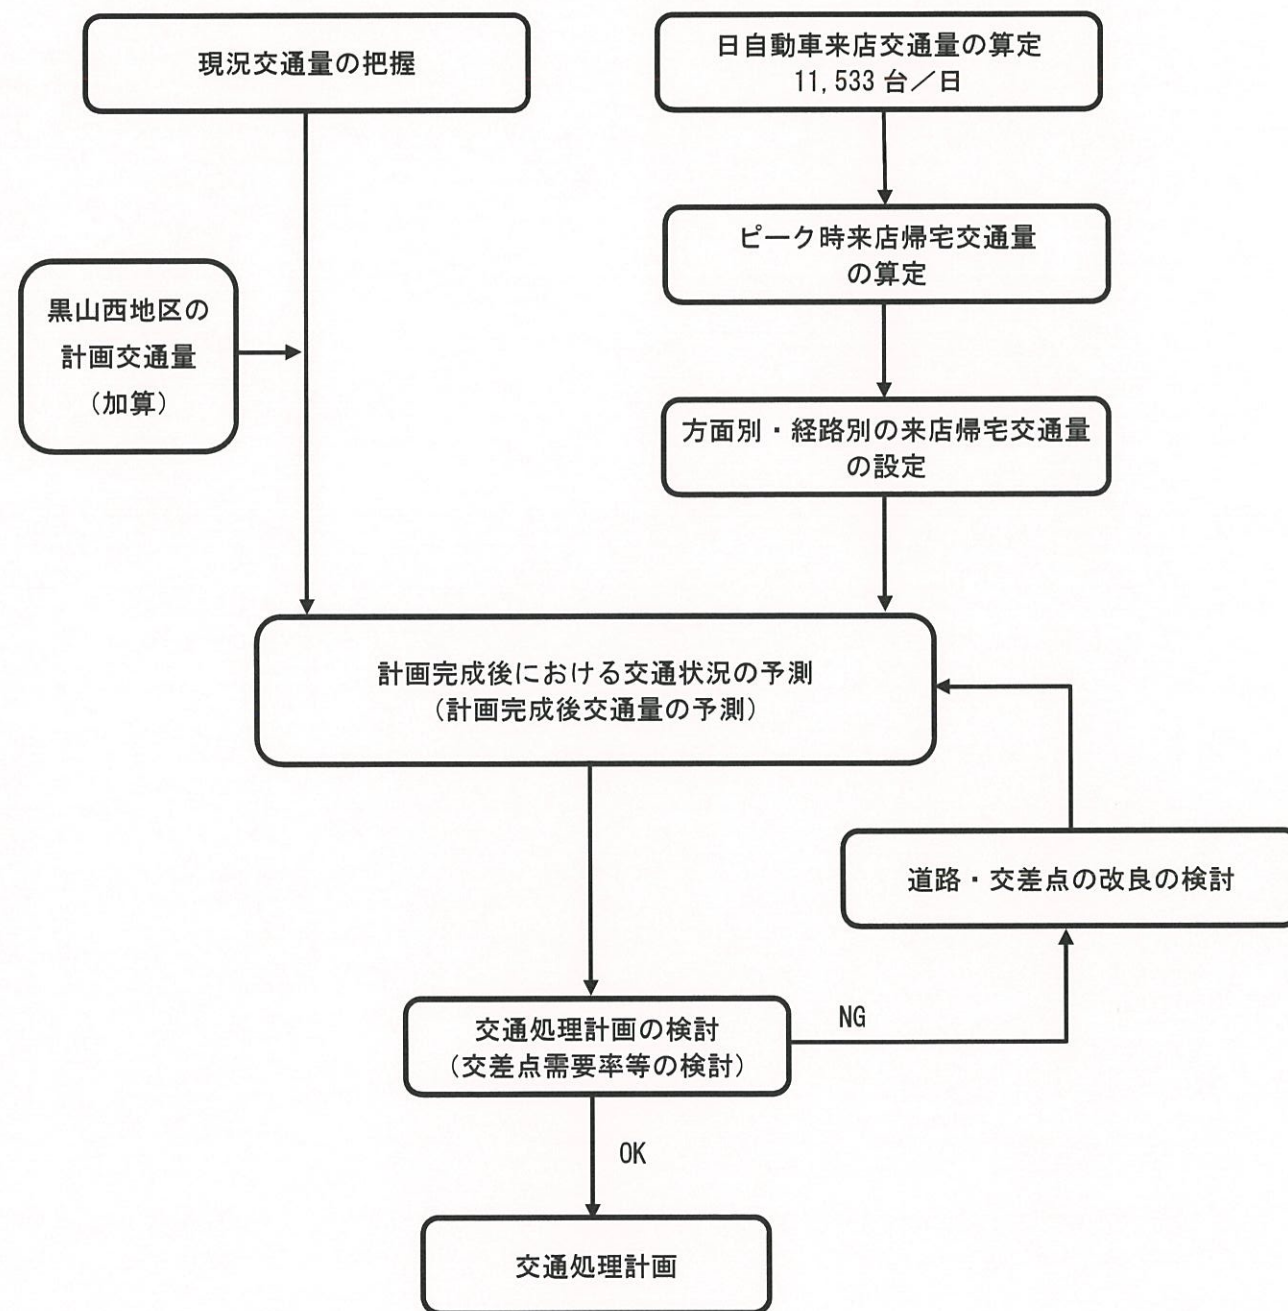 現況交通量の把握
日自動車来店交通量の算定
11,533 台／日
ピーク時来店帰宅交通量
の算定
黒山西地区の
計画交通量
（加算）
方面別・経路別の来店帰宅交通量
の設定
計画完成後における交通状況の予測
（計画完成後交通量の予測）
道路・交差点の改良の検討
交通処理計画の検討
（交差点需要率等の検討）
NG
OK
交通処理計画